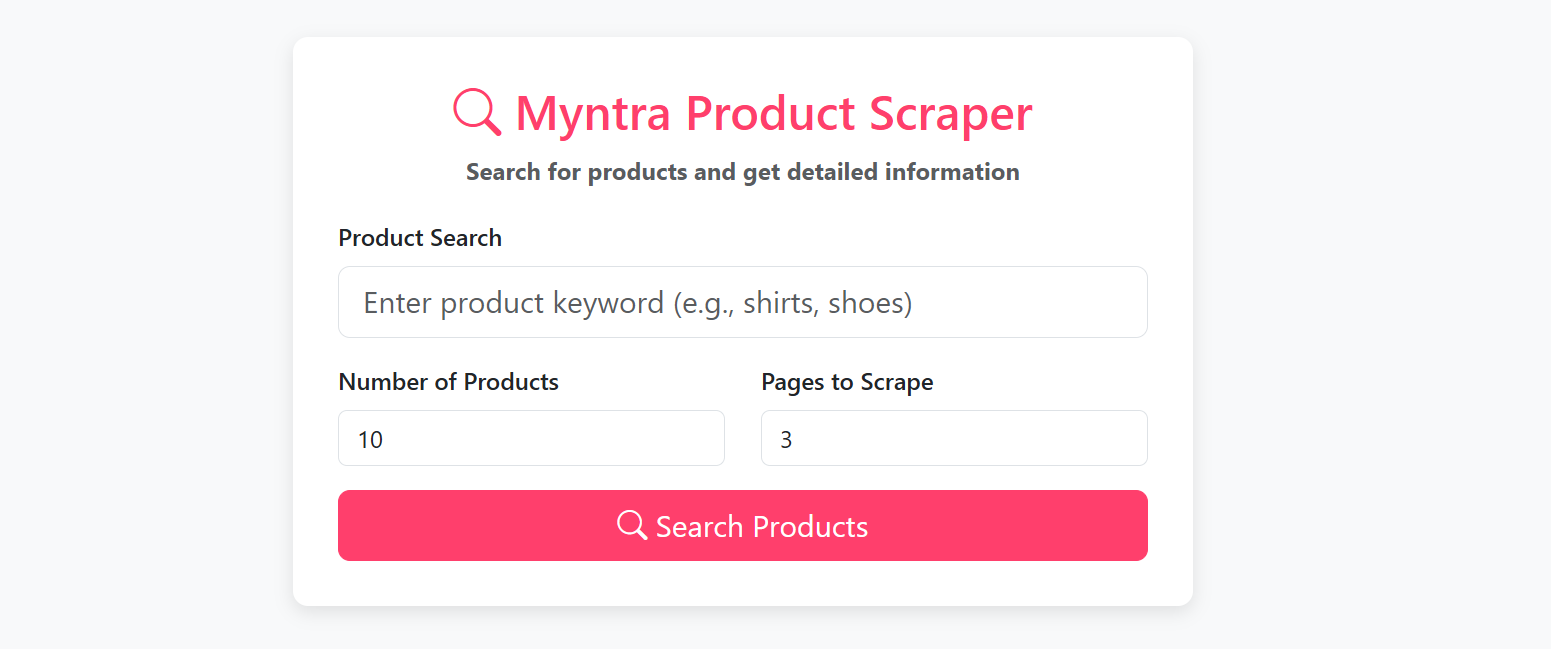 Myntra Product Scraper
Search for products and get detailed information
Product Search
Enter product keyword (e.g., shirts, shoes)
Number of Products
Pages to Scrape
10
3
Search Products